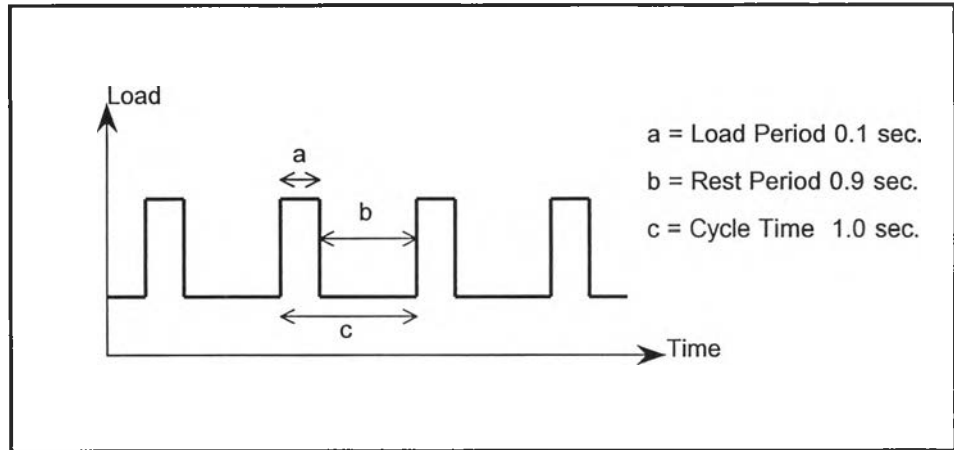 Load
a
b
c
Time
a = Load Period 0.1 sec.
b = Rest Period 0.9 sec.
c = Cycle Time 1.0 sec.